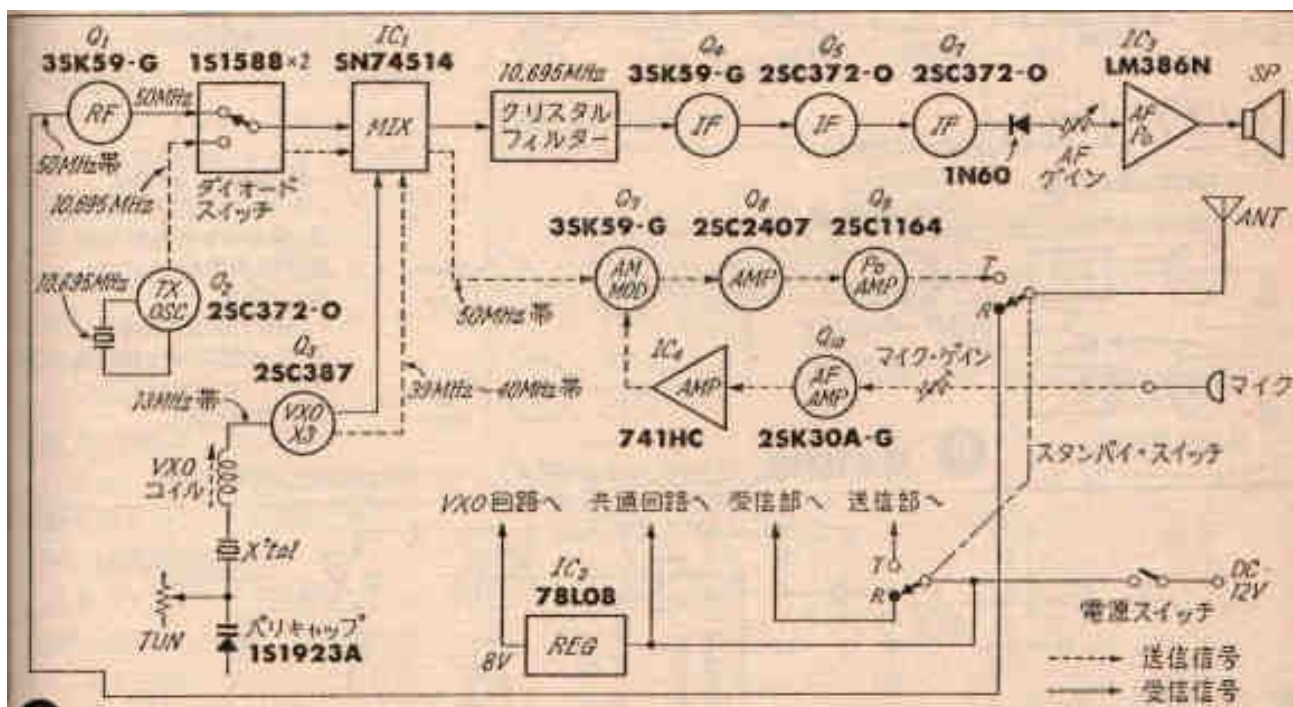 Q1
3SK59-G
1S1588×2
IC1
SN74514
10.695MHz
Q4
3SK59-G
Q5
2SC372-O
Q7
2SC372-O
IC5
LM386N
SP
RF
50MHz
MIX
クリスタル
フィルター
IF
IF
IF
AF
Po
50MHz帯
10.695MHz
ダイオード
スイッチ
1N60
AF
ゲイン
Q7
3SK59-G
Q8
2SC2407
Q9
2SC1164
ANT
10.695MHz
TX
OSC
Q2
2SC372-O
AM
MOD
AMP
Po
AMP
T
R
50MHz帯
Q3
2SC387
39MHz～40MHz帯
IC4
AMP
741HC
Q10
AF
AMP
2SK30A-G
マイク・ゲイン
マイク
13MHz帯
VXO
X3
VXO
コイル
スタンバイ・スイッチ
VXO回路へ
共通回路へ
受信部へ
送信部へ
X'tal
IC3
78L08
T
R
DC-
12V
電源スイッチ
TUN
バリキャップ
1S1923A
8V
REG
送信信号
受信信号